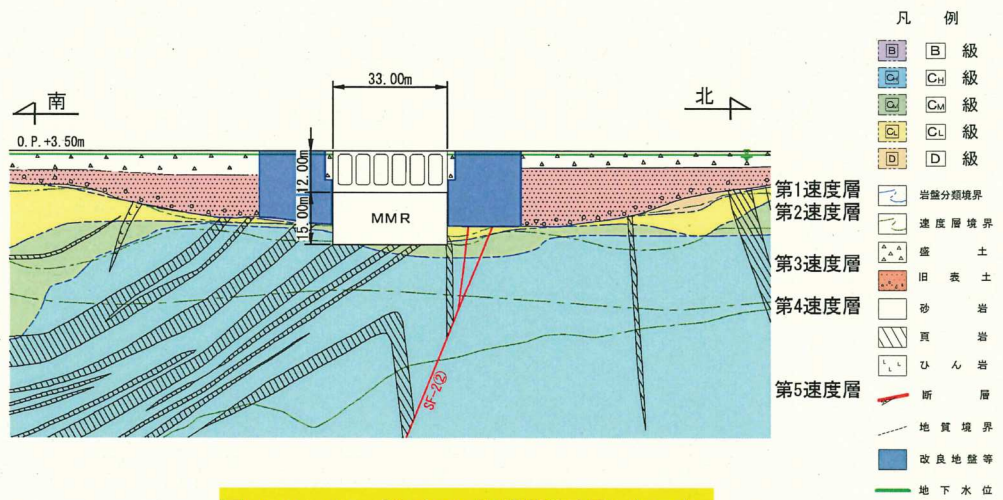 凡 例
B B 級
CH CH 級
CM CM 級
CL CL 級
D D 級
岩盤分類境界
速度層境界
盛 土
旧 表 土
砂 岩
頁 岩
ひ ん 岩
断 層
地 質 境 界
改 良 地 盤 等
地 下 水 位
南
33.00m
北
O.P.+3.50m
12.00m
15.00m
MMR
第1速度層
第2速度層
第3速度層
第4速度層
第5速度層
SF-2(2)